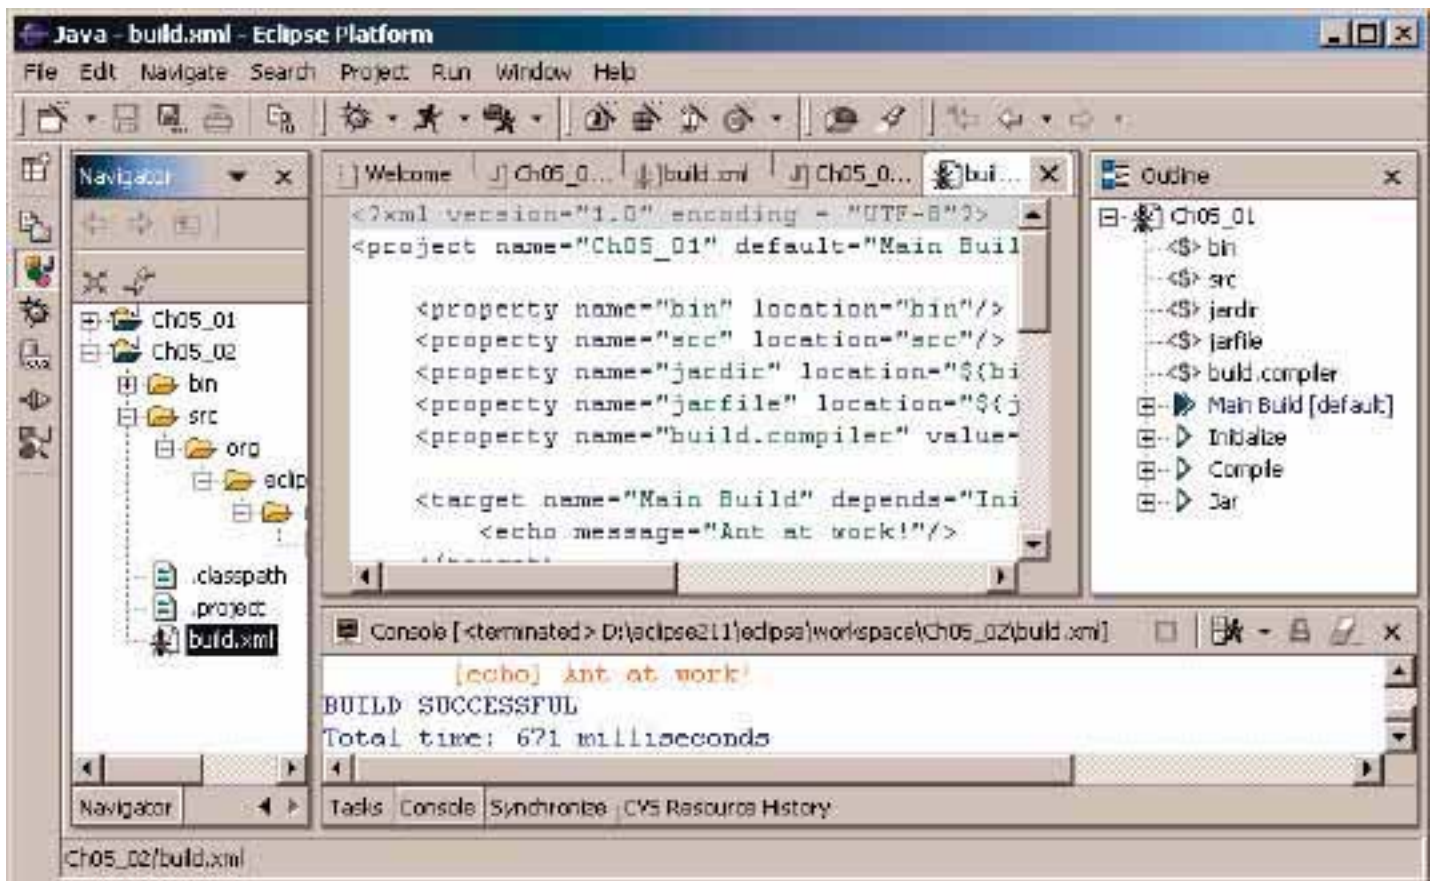 Java - build.xml - Eclipse Platform
File Edit Navigate Search Project Run Window Help
Navigator
Ch05_01
Ch05_02
bin
src
org
eclip
.classpath
.project
build.xml
Navigator
Welcome Ch05_0... build.xml Ch05_0... buil...
<?xml version="1.0" encoding = "UTF-8"?>
<project name="Ch05_01" default="Main Buil
<property name="bin" location="bin"/>
<property name="src" location="src"/>
<property name="jardir" location="${bi
<property name="jarfile" location="${j
<property name="build.compiler" value=
<target name="Main Build" depends="Ini
<echo message="Ant at work!"/>
</target>
Outline
Ch05_01
<$> bin
<$> src
<$> jardir
<$> jarfile
<$> build.compiler
Main Build [default]
Initialize
Compile
Jar
Console [<terminated> D:\eclipse211\eclipse\workspace\Ch05_02\build.xml]
[echo] Ant at work!
BUILD SUCCESSFUL
Total time: 671 milliseconds
Tasks Console Synchronize CVS Resource History
Ch05_02/build.xml